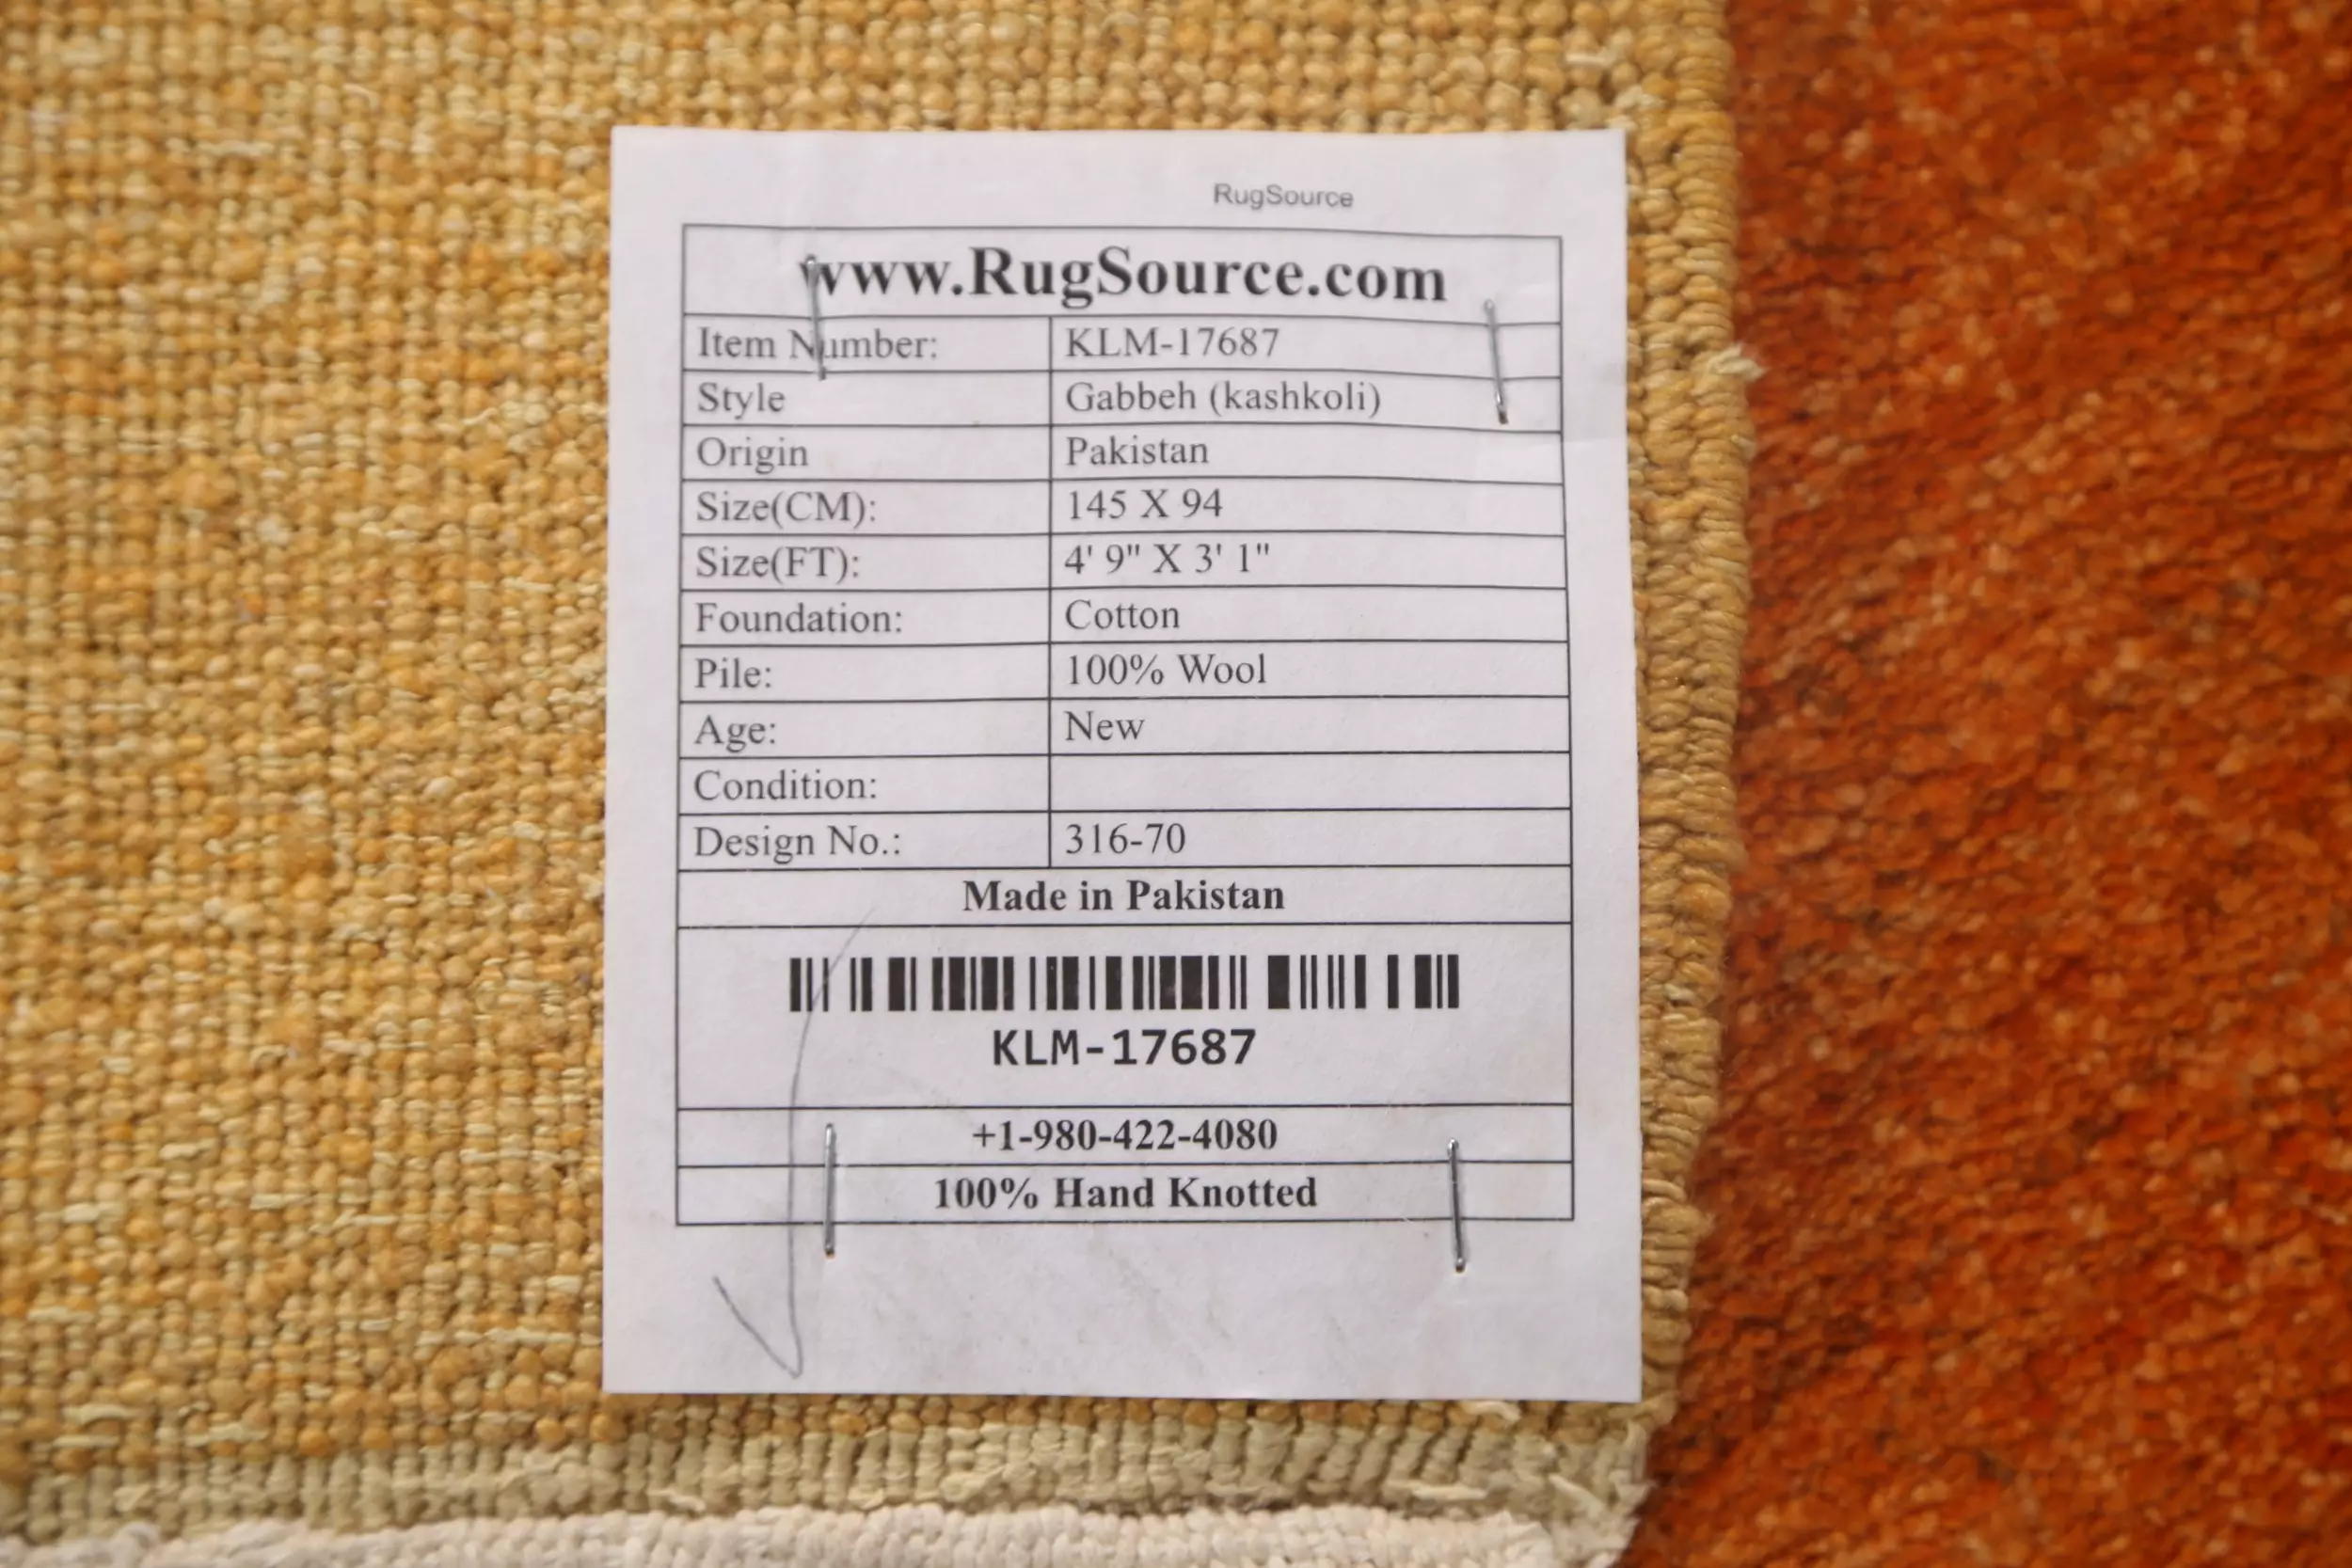 RugSource
www.RugSource.com
Item Number: KLM-17687
Style Gabbeh (kashkoli)
Origin Pakistan
Size(CM): 145 X 94
Size(FT): 4' 9" X 3' 1"
Foundation: Cotton
Pile: 100% Wool
Age: New
Condition:
Design No.: 316-70
Made in Pakistan
KLM-17687
+1-980-422-4080
100% Hand Knotted